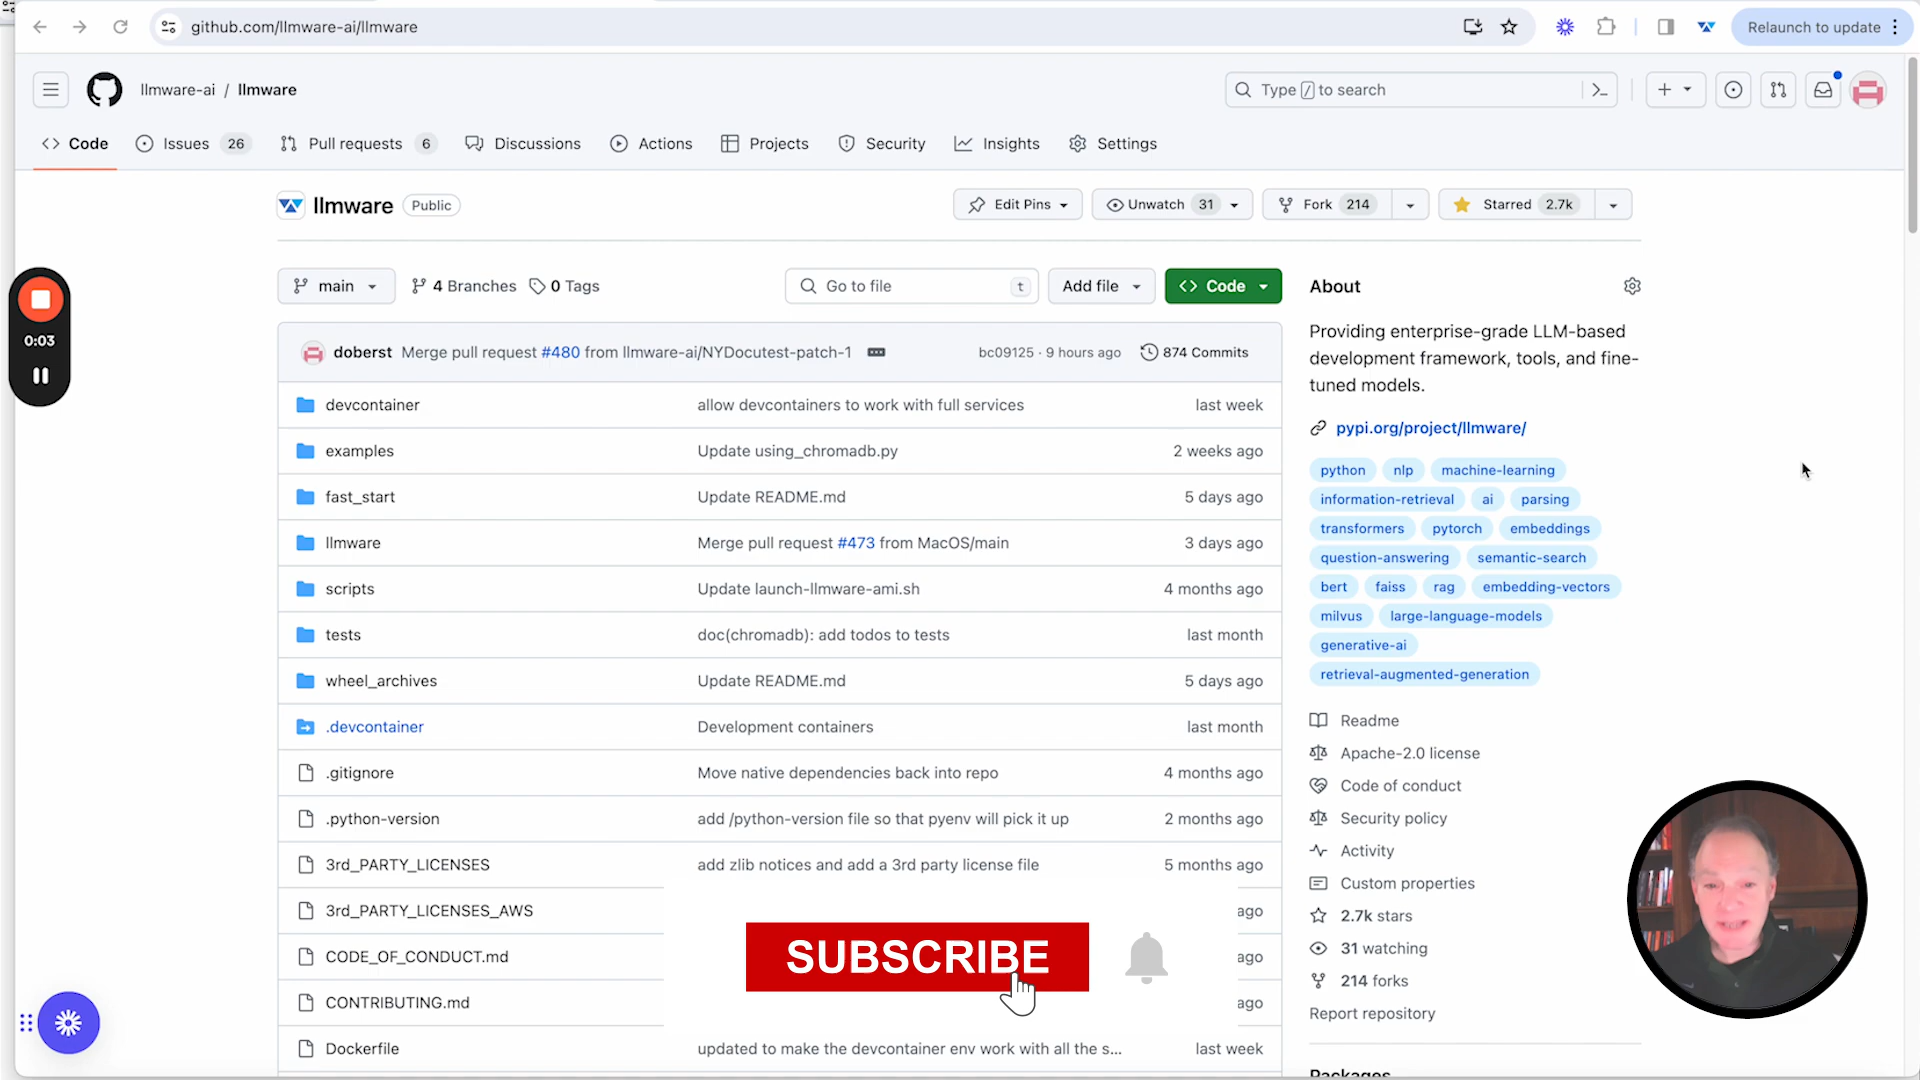 github.com/llmware-ai/llmware
Relaunch to update
llmware-ai / llmware
Type / to search
Code
Issues 26
Pull requests 6
Discussions
Actions
Projects
Security
Insights
Settings
llmware Public
Edit Pins
Unwatch 31
Fork 214
Starred 2.7k
main
4 Branches
0 Tags
Go to file t
Add file
Code
doberst Merge pull request #480 from llmware-ai/NYDocutest-patch-1
bc09125 · 9 hours ago
874 Commits
devcontainer allow devcontainers to work with full services last week
examples Update using_chromadb.py 2 weeks ago
fast_start Update README.md 5 days ago
llmware Merge pull request #473 from MacOS/main 3 days ago
scripts Update launch-llmware-ami.sh 4 months ago
tests doc(chromadb): add todos to tests last month
wheel_archives Update README.md 5 days ago
.devcontainer Development containers last month
.gitignore Move native dependencies back into repo 4 months ago
.python-version add /python-version file so that pyenv will pick it up 2 months ago
3rd_PARTY_LICENSES add zlib notices and add a 3rd party license file 5 months ago
3rd_PARTY_LICENSES_AWS ago
CODE_OF_CONDUCT.md ago
CONTRIBUTING.md ago
Dockerfile updated to make the devcontainer env work with all the s... last week
About
Providing enterprise-grade LLM-based
development framework, tools, and fine-
tuned models.
pypi.org/project/llmware/
python nlp machine-learning
information-retrieval ai parsing
transformers pytorch embeddings
question-answering semantic-search
bert faiss rag embedding-vectors
milvus large-language-models
generative-ai
retrieval-augmented-generation
Readme
Apache-2.0 license
Code of conduct
Security policy
Activity
Custom properties
2.7k stars
31 watching
214 forks
Report repository
Packages
0:03
SUBSCRIBE